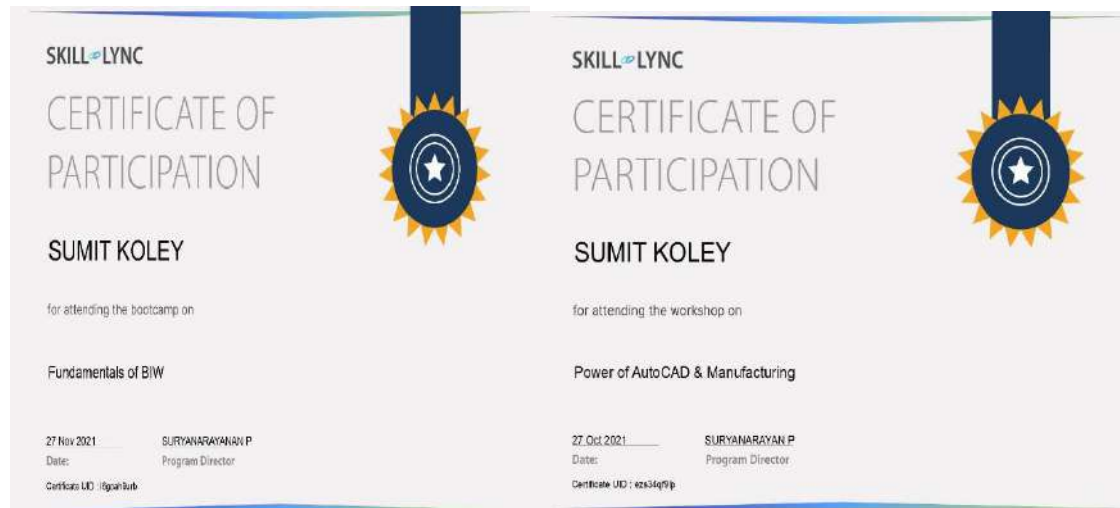 SKILL LYNC
CERTIFICATE OF
PARTICIPATION
SUMIT KOLEY
for attending the bootcamp on
Fundamentals of BIW
27 Nov 2021
SURYANARAYANAN P
Date:
Program Director
Certificate UID :
SKILL LYNC
CERTIFICATE OF
PARTICIPATION
SUMIT KOLEY
for attending the workshop on
Power of AutoCAD & Manufacturing
27 Oct 2021
SURYANARAYAN P
Date:
Program Director
Certificate UID :